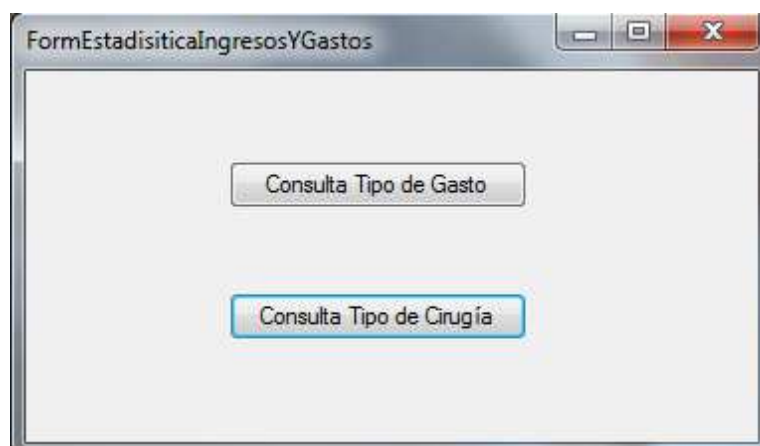 FormEstadisiticaIngresosYGastos
Consulta Tipo de Gasto
Consulta Tipo de Cirugía